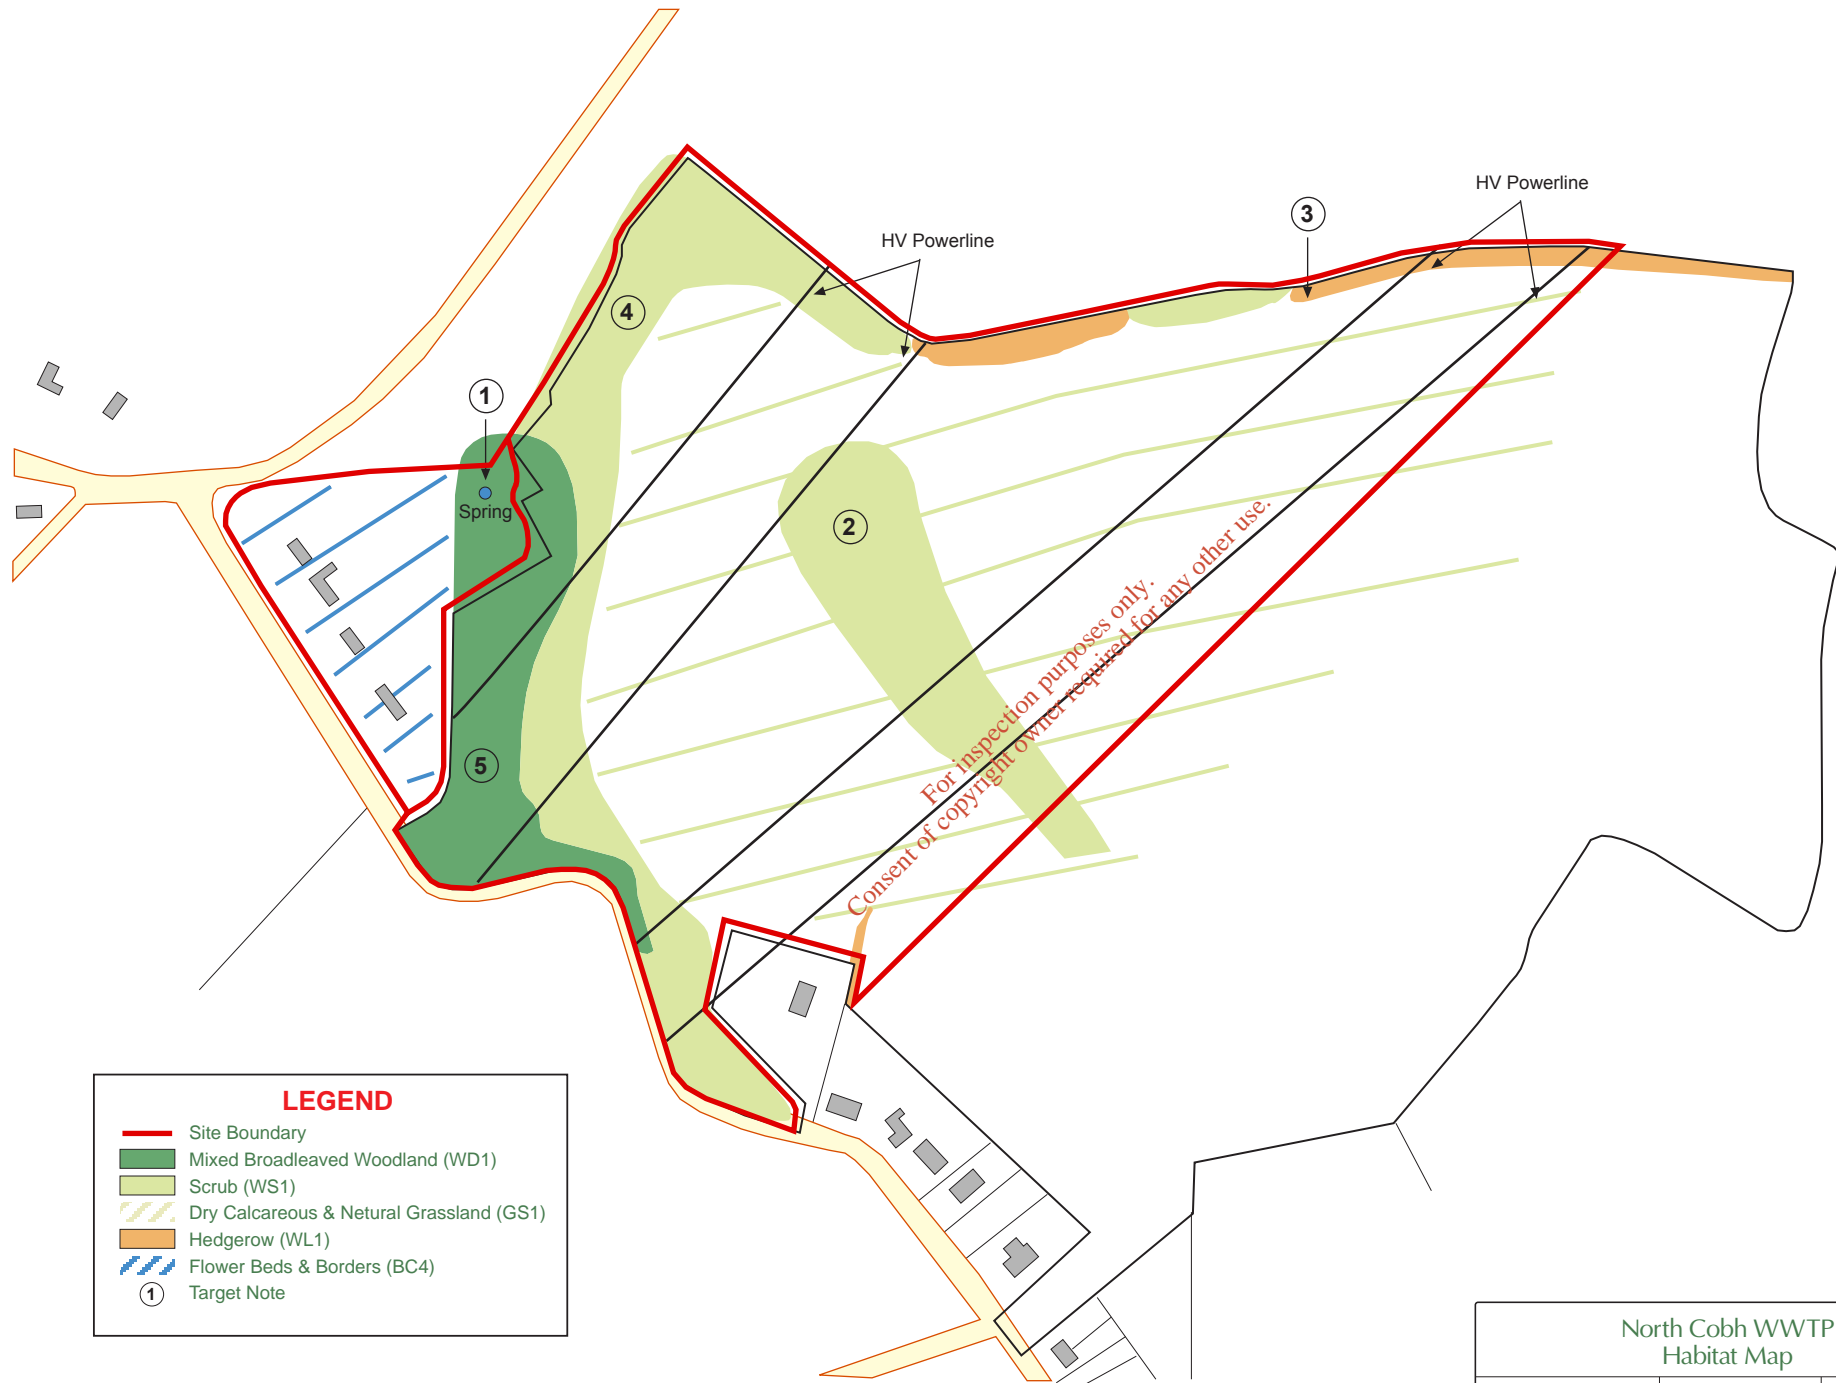 HV Powerline
3
HV Powerline
4
1
Spring
2
For inspection purposes only.
Consent of copyright owner required for any other use.
5
LEGEND
Site Boundary
Mixed Broadleaved Woodland (WD1)
Scrub (WS1)
Dry Calcareous & Netural Grassland (GS1)
Hedgerow (WL1)
Flower Beds & Borders (BC4)
1 Target Note
North Cobh WWTP
Habitat Map